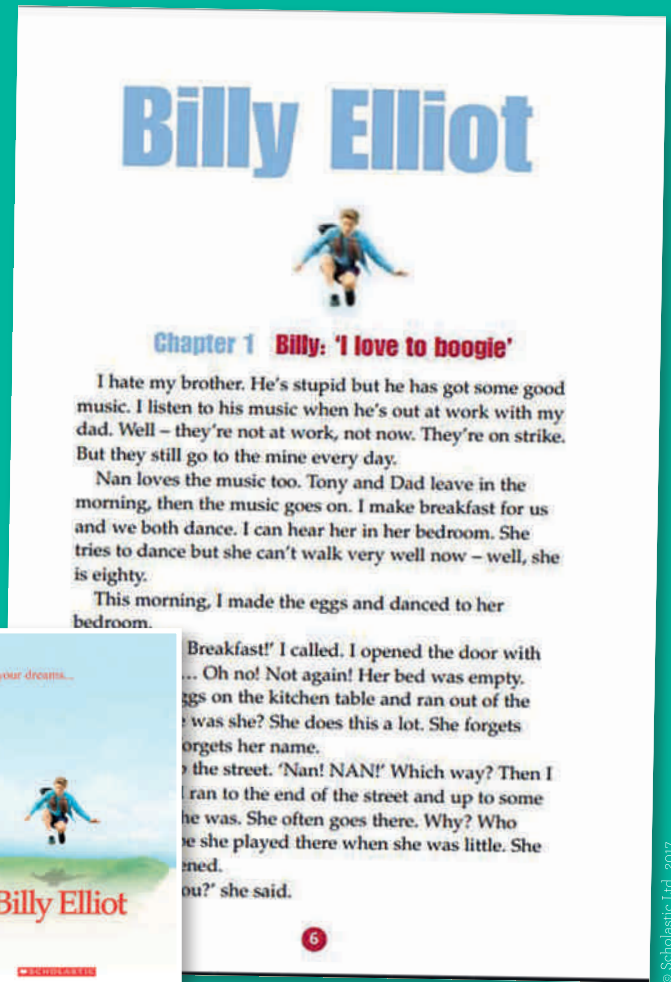 Billy Elliot
Chapter 1 Billy: 'I love to boogie'
I hate my brother. He's stupid but he has got some good
music. I listen to his music when he's out at work with my
dad. Well – they're not at work, not now. They're on strike.
But they still go to the mine every day.
Nan loves the music too. Tony and Dad leave in the
morning, then the music goes on. I make breakfast for us
and we both dance. I can hear her in her bedroom. She
tries to dance but she can't walk very well now – well, she
is eighty.
This morning, I made the eggs and danced to her
bedroom.
Breakfast!' I called. I opened the door with
... Oh no! Not again! Her bed was empty.
ggs on the kitchen table and ran out of the
was she? She does this a lot. She forgets
orgets her name.
the street. 'Nan! NAN!' Which way? Then I
ran to the end of the street and up to some
he was. She often goes there. Why? Who
e she played there when she was little. She
ened.
ou?' she said.
6
your dreams...
Billy Elliot
SCHOLASTIC
© Scholastic Ltd. 2017